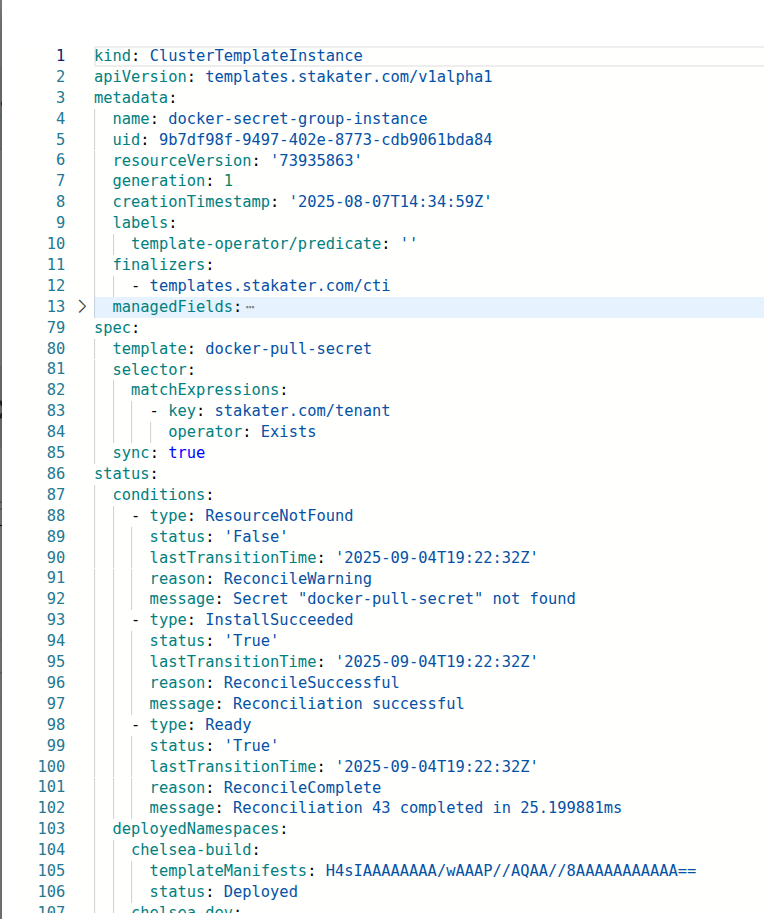 1 kind: ClusterTemplateInstance
2 apiVersion: templates.stakater.com/v1alpha1
3 metadata:
4   name: docker-secret-group-instance
5   uid: 9b7df98f-9497-402e-8773-cdb9061bda84
6   resourceVersion: '73935863'
7   generation: 1
8   creationTimestamp: '2025-08-07T14:34:59Z'
9   labels:
10     template-operator/predicate: ''
11   finalizers:
12     - templates.stakater.com/cti
13   managedFields: ⋯
79 spec:
80   template: docker-pull-secret
81   selector:
82     matchExpressions:
83       - key: stakater.com/tenant
84         operator: Exists
85   sync: true
86 status:
87   conditions:
88     - type: ResourceNotFound
89       status: 'False'
90       lastTransitionTime: '2025-09-04T19:22:32Z'
91       reason: ReconcileWarning
92       message: Secret "docker-pull-secret" not found
93     - type: InstallSucceeded
94       status: 'True'
95       lastTransitionTime: '2025-09-04T19:22:32Z'
96       reason: ReconcileSuccessful
97       message: Reconciliation successful
98     - type: Ready
99       status: 'True'
100       lastTransitionTime: '2025-09-04T19:22:32Z'
101       reason: ReconcileComplete
102       message: Reconciliation 43 completed in 25.199881ms
103   deployedNamespaces:
104     chelsea-build:
105       templateManifests: H4sIAAAAAAAA/wAAAP//AQAA//8AAAAAAAAAAA==
106       status: Deployed
107     chelsea-dev: